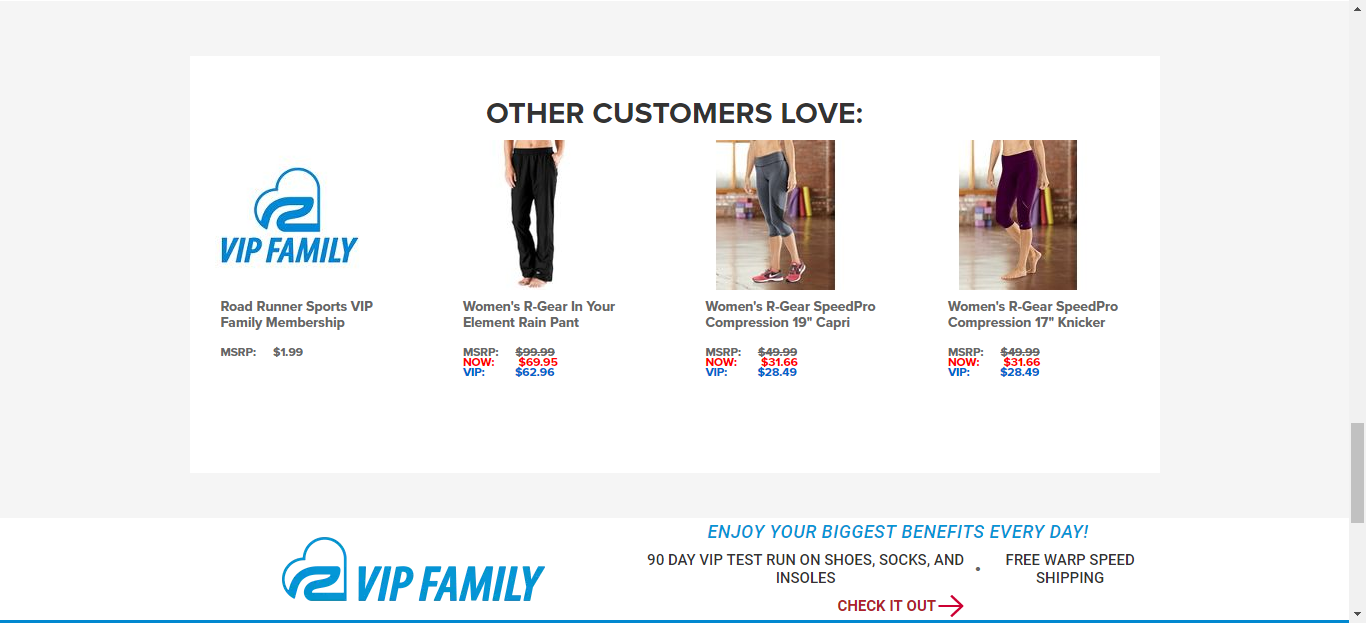 OTHER CUSTOMERS LOVE:
VIP FAMILY
Road Runner Sports VIP
Family Membership
MSRP: $1.99
Women's R-Gear In Your
Element Rain Pant
MSRP: $99.99
NOW: $69.95
VIP: $62.96
Women's R-Gear SpeedPro
Compression 19" Capri
MSRP: $49.99
NOW: $31.66
VIP: $28.49
Women's R-Gear SpeedPro
Compression 17" Knicker
MSRP: $49.99
NOW: $31.66
VIP: $28.49
VIP FAMILY
ENJOY YOUR BIGGEST BENEFITS EVERY DAY!
90 DAY VIP TEST RUN ON SHOES, SOCKS, AND
INSOLES
•
FREE WARP SPEED
SHIPPING
CHECK IT OUT